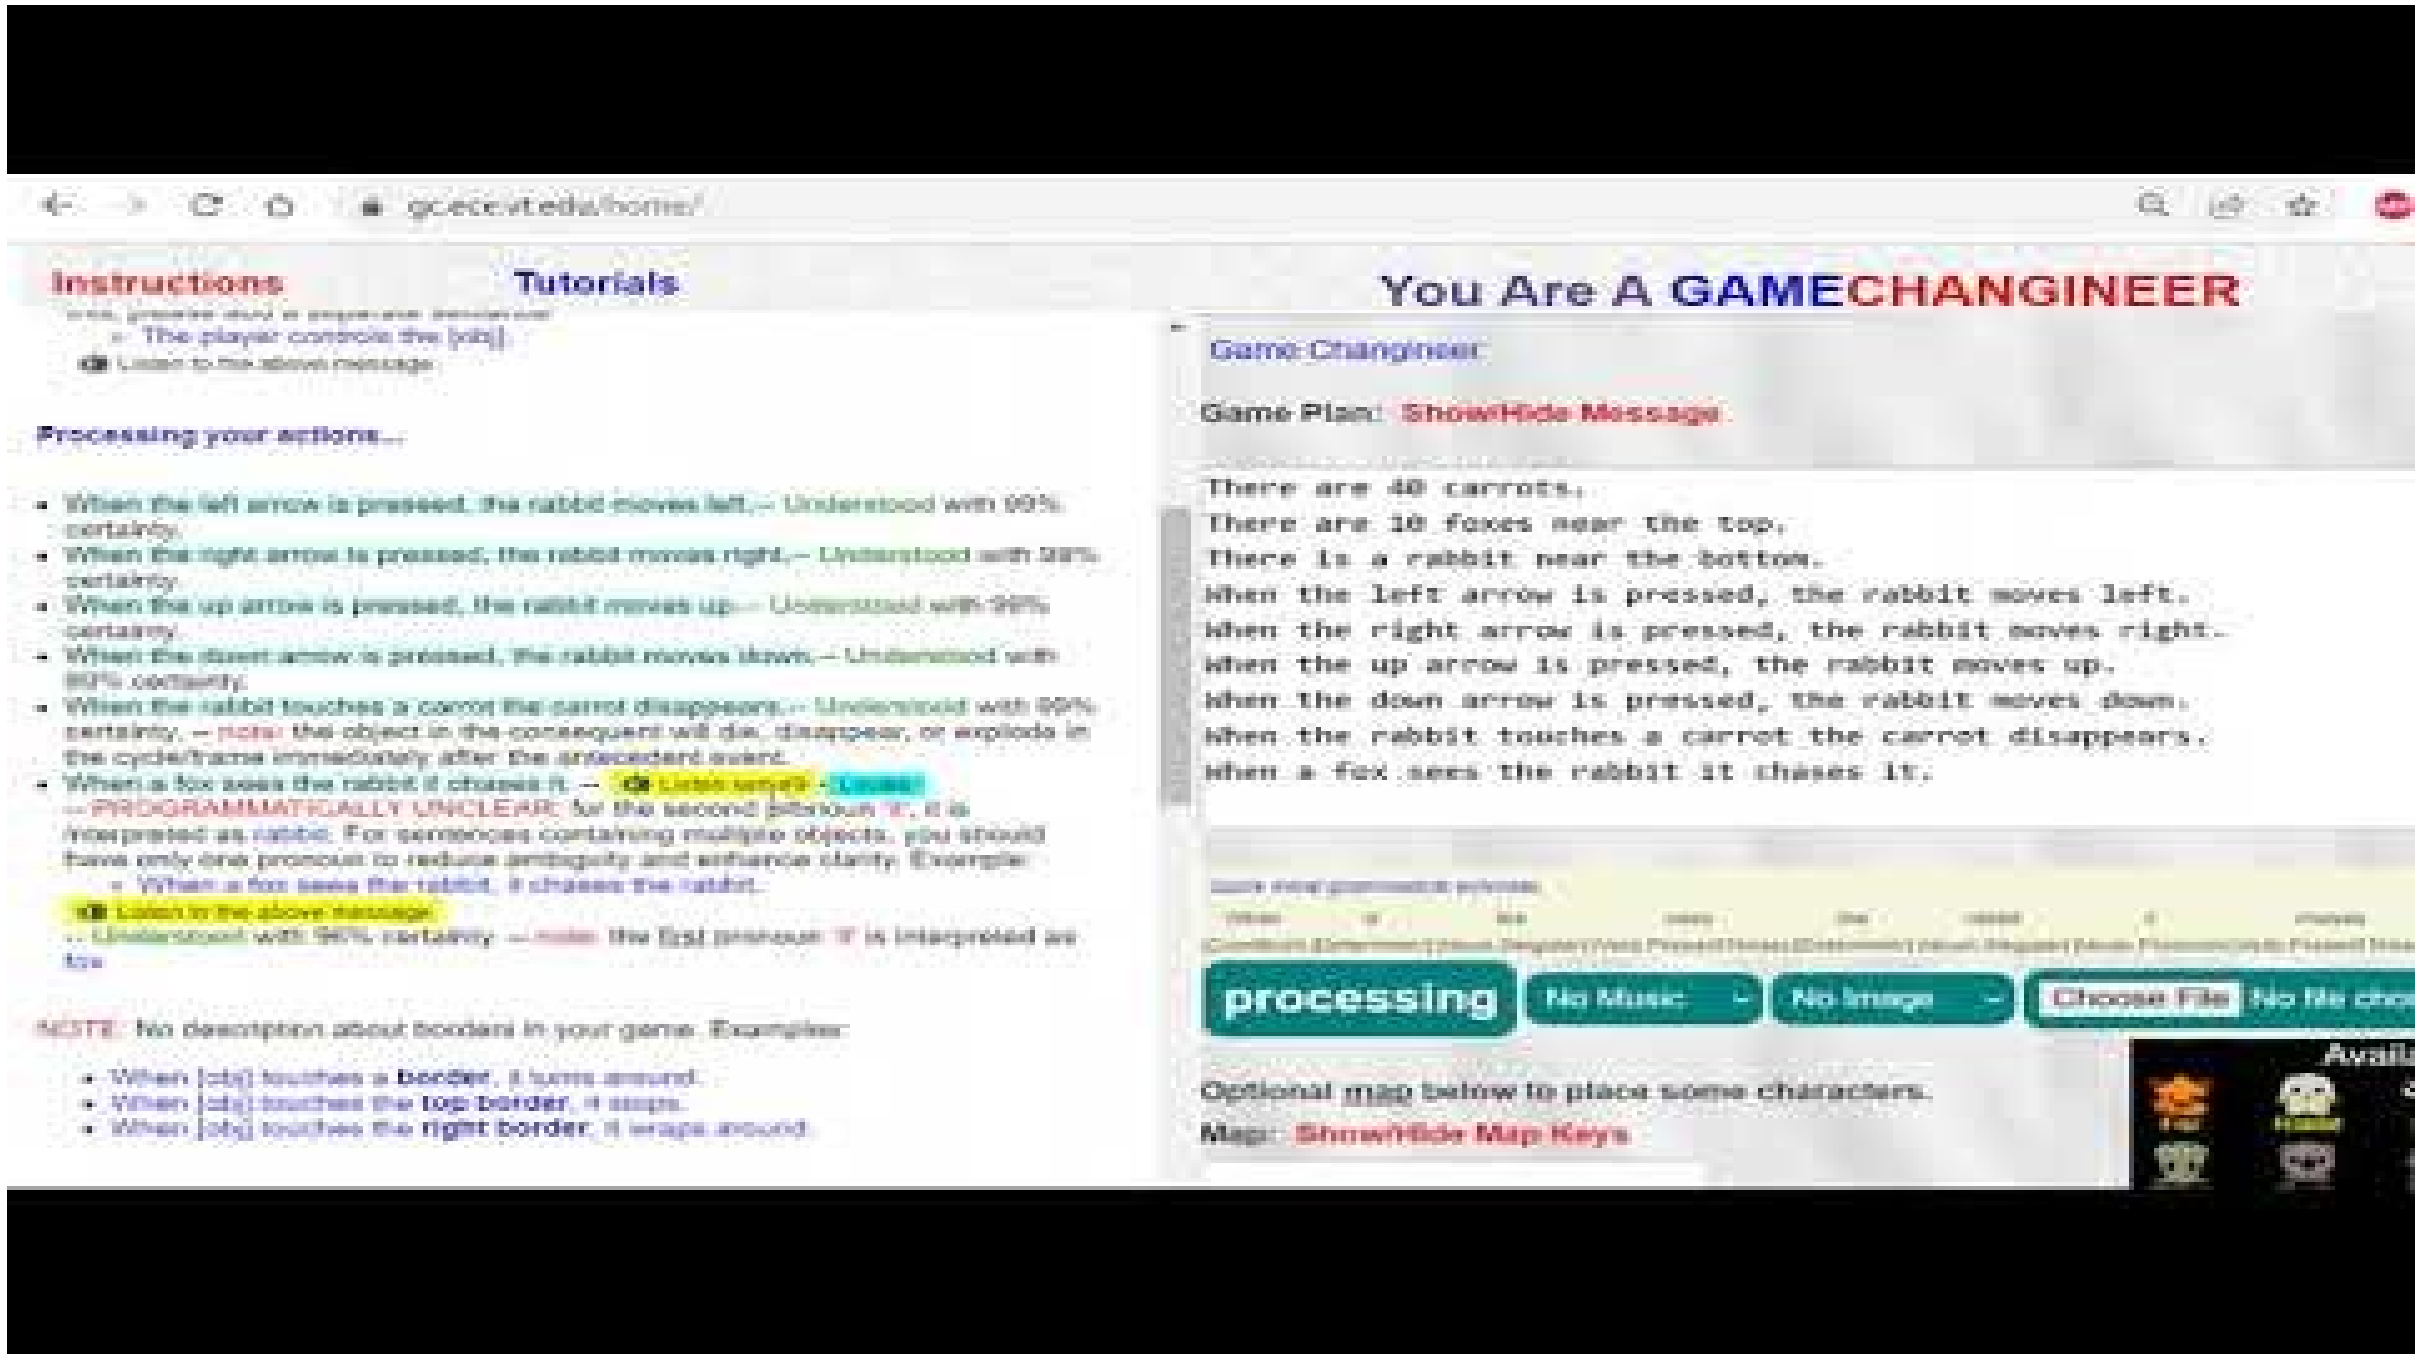 gc.ece.vt.edu/home/
Instructions
Tutorials
You Are A GAMECHANGINEER
The player controls the [obj].
Listen to the above message
Processing your actions...
When the left arrow is pressed, the rabbit moves left.-- Understood with 99%
certainty.
When the right arrow is pressed, the rabbit moves right.-- Understood with 99%
certainty.
When the up arrow is pressed, the rabbit moves up.-- Understood with 99%
certainty.
When the down arrow is pressed, the rabbit moves down.-- Understood with
99% certainty.
When the rabbit touches a carrot the carrot disappears.-- Understood with 99%
certainty. -- note: the object in the consequent will die, disappear, or explode in
the cycle/frame immediately after the antecedent event.
When a fox sees the rabbit it chases it. -- Listen
-- PROGRAMMATICALLY UNCLEAR: for the second pronoun 'it', it is
interpreted as rabbit. For sentences containing multiple objects, you should
have only one pronoun to reduce ambiguity and enhance clarity. Example:
When a fox sees the rabbit, it chases the rabbit.
Listen to the above message
-- Understood with 96% certainty -- note: the first pronoun 'it' is interpreted as
fox
NOTE: No description about borders in your game. Examples:
When [obj] touches a border, it turns around.
When [obj] touches the top border, it stops.
When [obj] touches the right border, it wraps around.
Game Changineer
Game Plan: Show/Hide Message
There are 40 carrots.
There are 10 foxes near the top.
There is a rabbit near the bottom.
When the left arrow is pressed, the rabbit moves left.
When the right arrow is pressed, the rabbit moves right.
When the up arrow is pressed, the rabbit moves up.
When the down arrow is pressed, the rabbit moves down.
When the rabbit touches a carrot the carrot disappears.
When a fox sees the rabbit it chases it.
processing No Music No Image Choose File No file chos
Optional map below to place some characters.
Map: Show/Hide Map Keys
Availa